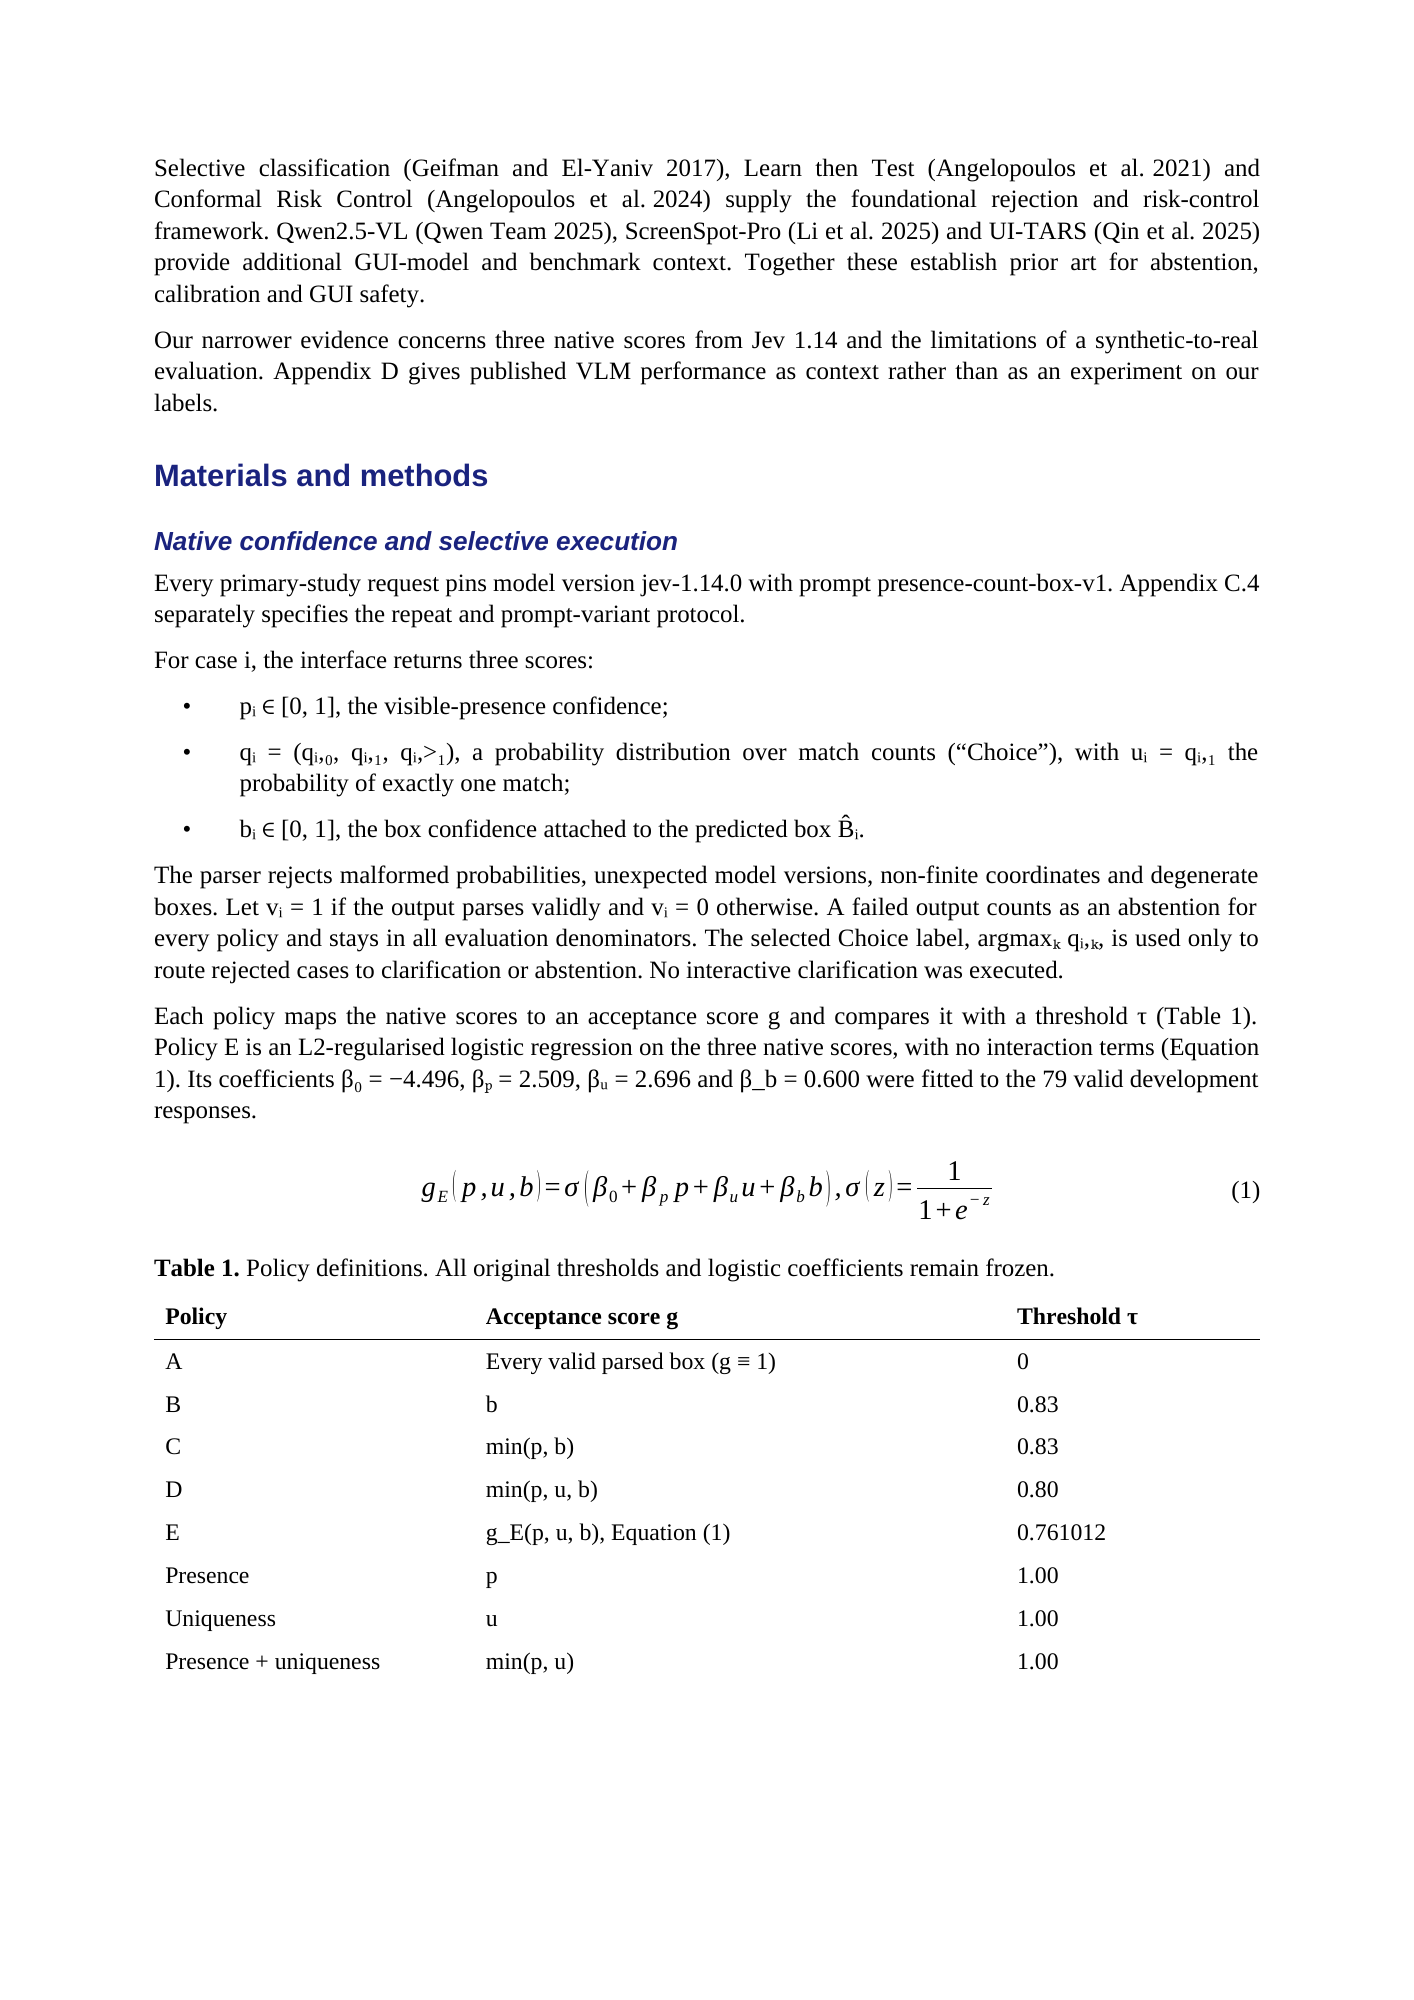 Selective classification (Geifman and El-Yaniv 2017), Learn then Test (Angelopoulos et al. 2021) and
Conformal Risk Control (Angelopoulos et al. 2024) supply the foundational rejection and risk-control
framework. Qwen2.5-VL (Qwen Team 2025), ScreenSpot-Pro (Li et al. 2025) and UI-TARS (Qin et al. 2025)
provide additional GUI-model and benchmark context. Together these establish prior art for abstention,
calibration and GUI safety.
Our narrower evidence concerns three native scores from Jev 1.14 and the limitations of a synthetic-to-real
evaluation. Appendix D gives published VLM performance as context rather than as an experiment on our
labels.
Materials and methods
Native confidence and selective execution
Every primary-study request pins model version jev-1.14.0 with prompt presence-count-box-v1. Appendix C.4
separately specifies the repeat and prompt-variant protocol.
For case i, the interface returns three scores:
• pᵢ ∈ [0, 1], the visible-presence confidence;
• qᵢ = (qᵢ,₀, qᵢ,₁, qᵢ,>₁), a probability distribution over match counts (“Choice”), with uᵢ = qᵢ,₁ the
probability of exactly one match;
• bᵢ ∈ [0, 1], the box confidence attached to the predicted box B̂ᵢ.
The parser rejects malformed probabilities, unexpected model versions, non-finite coordinates and degenerate
boxes. Let vᵢ = 1 if the output parses validly and vᵢ = 0 otherwise. A failed output counts as an abstention for
every policy and stays in all evaluation denominators. The selected Choice label, argmaxₖ qᵢ,ₖ, is used only to
route rejected cases to clarification or abstention. No interactive clarification was executed.
Each policy maps the native scores to an acceptance score g and compares it with a threshold τ (Table 1).
Policy E is an L2-regularised logistic regression on the three native scores, with no interaction terms (Equation
1). Its coefficients β₀ = −4.496, βₚ = 2.509, βᵤ = 2.696 and β_b = 0.600 were fitted to the 79 valid development
responses.
g_E(p,u,b)=σ(β₀+βₚ p+βᵤ u+β_b b),σ(z)=1/(1+e^−z) (1)
Table 1. Policy definitions. All original thresholds and logistic coefficients remain frozen.
Policy Acceptance score g Threshold τ
A Every valid parsed box (g ≡ 1) 0
B b 0.83
C min(p, b) 0.83
D min(p, u, b) 0.80
E g_E(p, u, b), Equation (1) 0.761012
Presence p 1.00
Uniqueness u 1.00
Presence + uniqueness min(p, u) 1.00